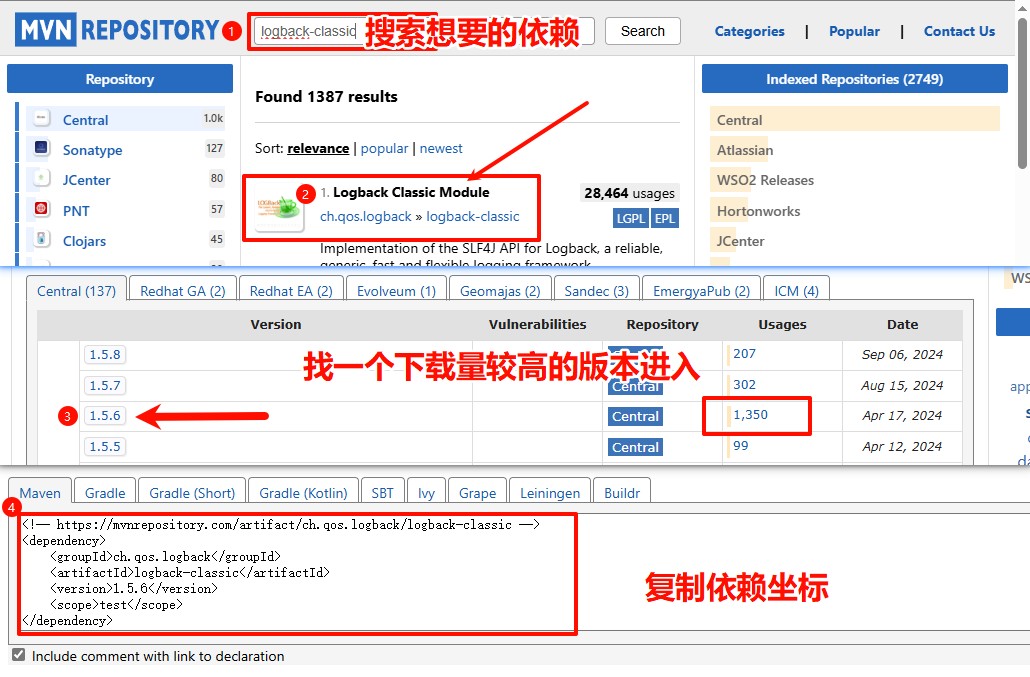 MVN REPOSITORY
1 logback-classic 搜索想要的依赖 Search
Categories | Popular | Contact Us
Repository
Central 1.0k
Sonatype 127
JCenter 80
PNT 57
Clojars 45
Found 1387 results
Sort: relevance | popular | newest
2 1. Logback Classic Module
28,464 usages
ch.qos.logback » logback-classic
LGPL EPL
Implementation of the SLF4J API for Logback, a reliable,
generic, fast and flexible logging framework.
Indexed Repositories (2749)
Central
Atlassian
WSO2 Releases
Hortonworks
JCenter
Central (137) Redhat GA (2) Redhat EA (2) Evolveum (1) Geomajas (2) Sandec (3) EmergyaPub (2) ICM (4)
Version Vulnerabilities Repository Usages Date
1.5.8 Central 207 Sep 06, 2024
找一个下载量较高的版本进入
1.5.7 Central 302 Aug 15, 2024
3 1.5.6 Central 1,350 Apr 17, 2024
1.5.5 Central 99 Apr 12, 2024
Maven Gradle Gradle (Short) Gradle (Kotlin) SBT Ivy Grape Leiningen Buildr
4
<!-- https://mvnrepository.com/artifact/ch.qos.logback/logback-classic -->
<dependency>
<groupId>ch.qos.logback</groupId>
<artifactId>logback-classic</artifactId>
<version>1.5.6</version>
<scope>test</scope>
</dependency>
复制依赖坐标
Include comment with link to declaration